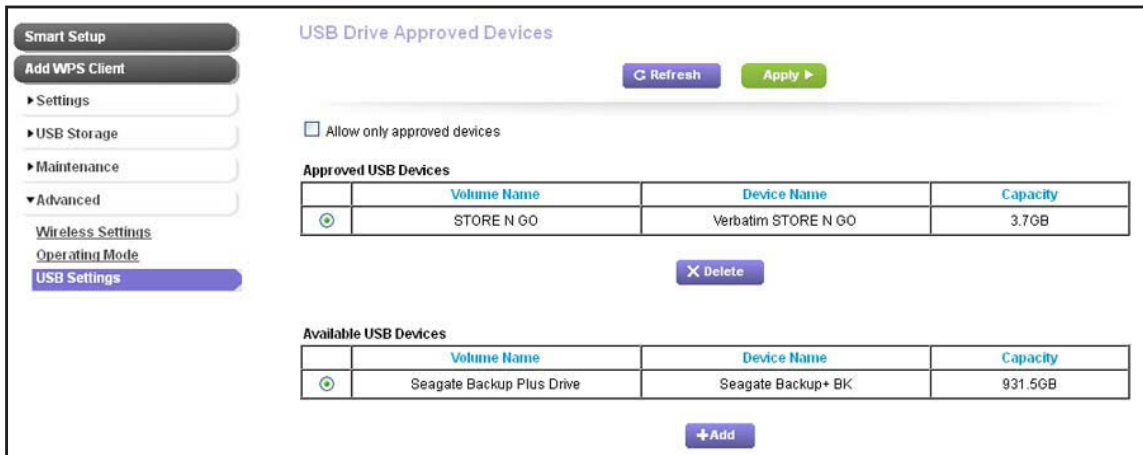 Smart Setup
Add WPS Client
Settings
USB Storage
Maintenance
Advanced
Wireless Settings
Operating Mode
USB Settings
USB Drive Approved Devices
Refresh Apply
Allow only approved devices
Approved USB Devices
Volume Name Device Name Capacity
STORE N GO Verbatim STORE N GO 3.7GB
Delete
Available USB Devices
Volume Name Device Name Capacity
Seagate Backup Plus Drive Seagate Backup+ BK 931.5GB
+Add